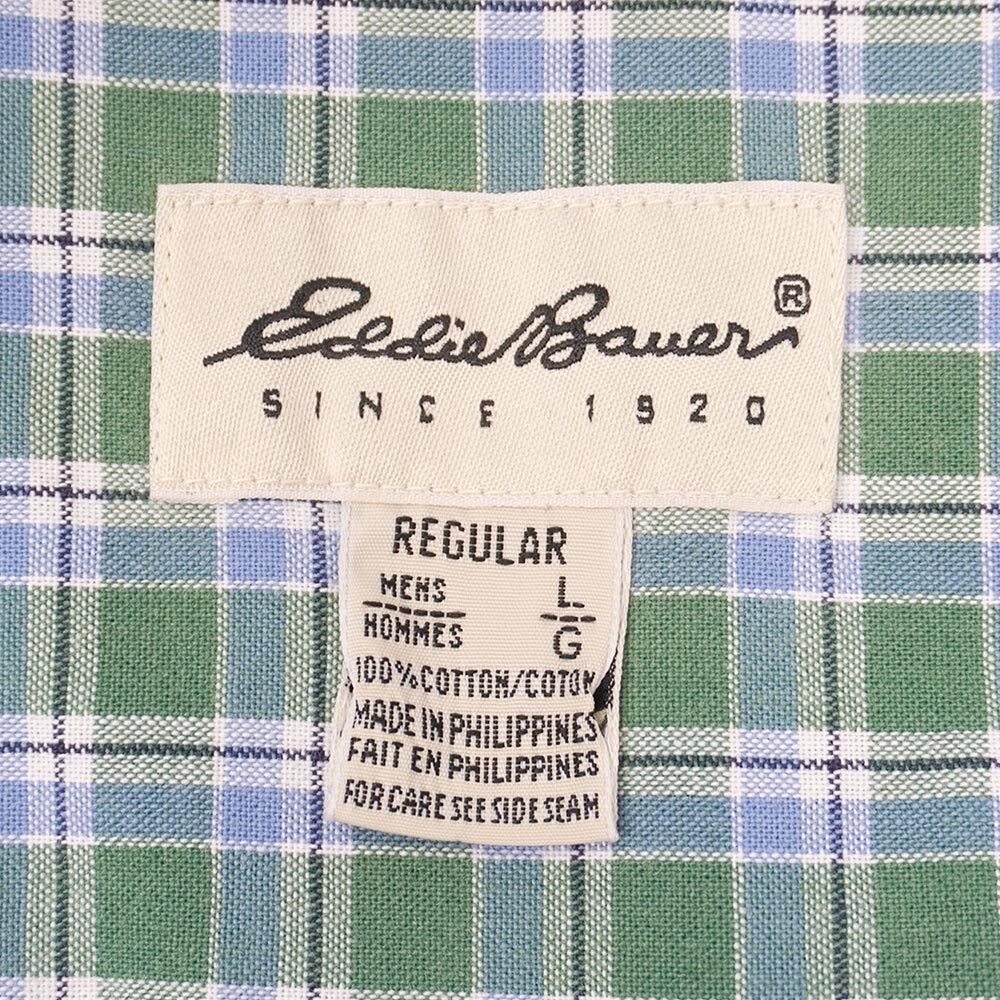 Eddie Bauer ®
SINCE 1920
REGULAR
MENS L
HOMMES G
100% COTTON/COTON
MADE IN PHILIPPINES
FAIT EN PHILIPPINES
FOR CARE SEE SIDE SEAM